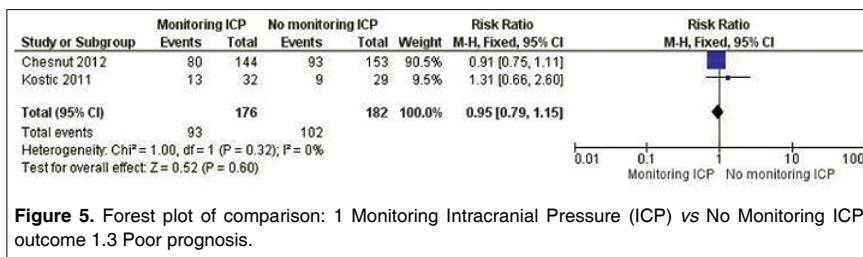 Monitoring ICP No monitoring ICP Risk Ratio Risk Ratio
Study or Subgroup Events Total Events Total Weight M-H, Fixed, 95% CI M-H, Fixed, 95% CI
Chesnut 2012 80 144 93 153 90.5% 0.91 [0.75, 1.11]
Kostic 2011 13 32 9 29 9.5% 1.31 [0.66, 2.60]
Total (95% CI) 176 182 100.0% 0.95 [0.79, 1.15]
Total events 93 102
Heterogeneity: Chi² = 1.00, df = 1 (P = 0.32); I² = 0%
Test for overall effect: Z = 0.52 (P = 0.60)
0.01 0.1 1 10 100
Monitoring ICP No monitoring ICP
Figure 5. Forest plot of comparison: 1 Monitoring Intracranial Pressure (ICP) vs No Monitoring ICP
outcome 1.3 Poor prognosis.